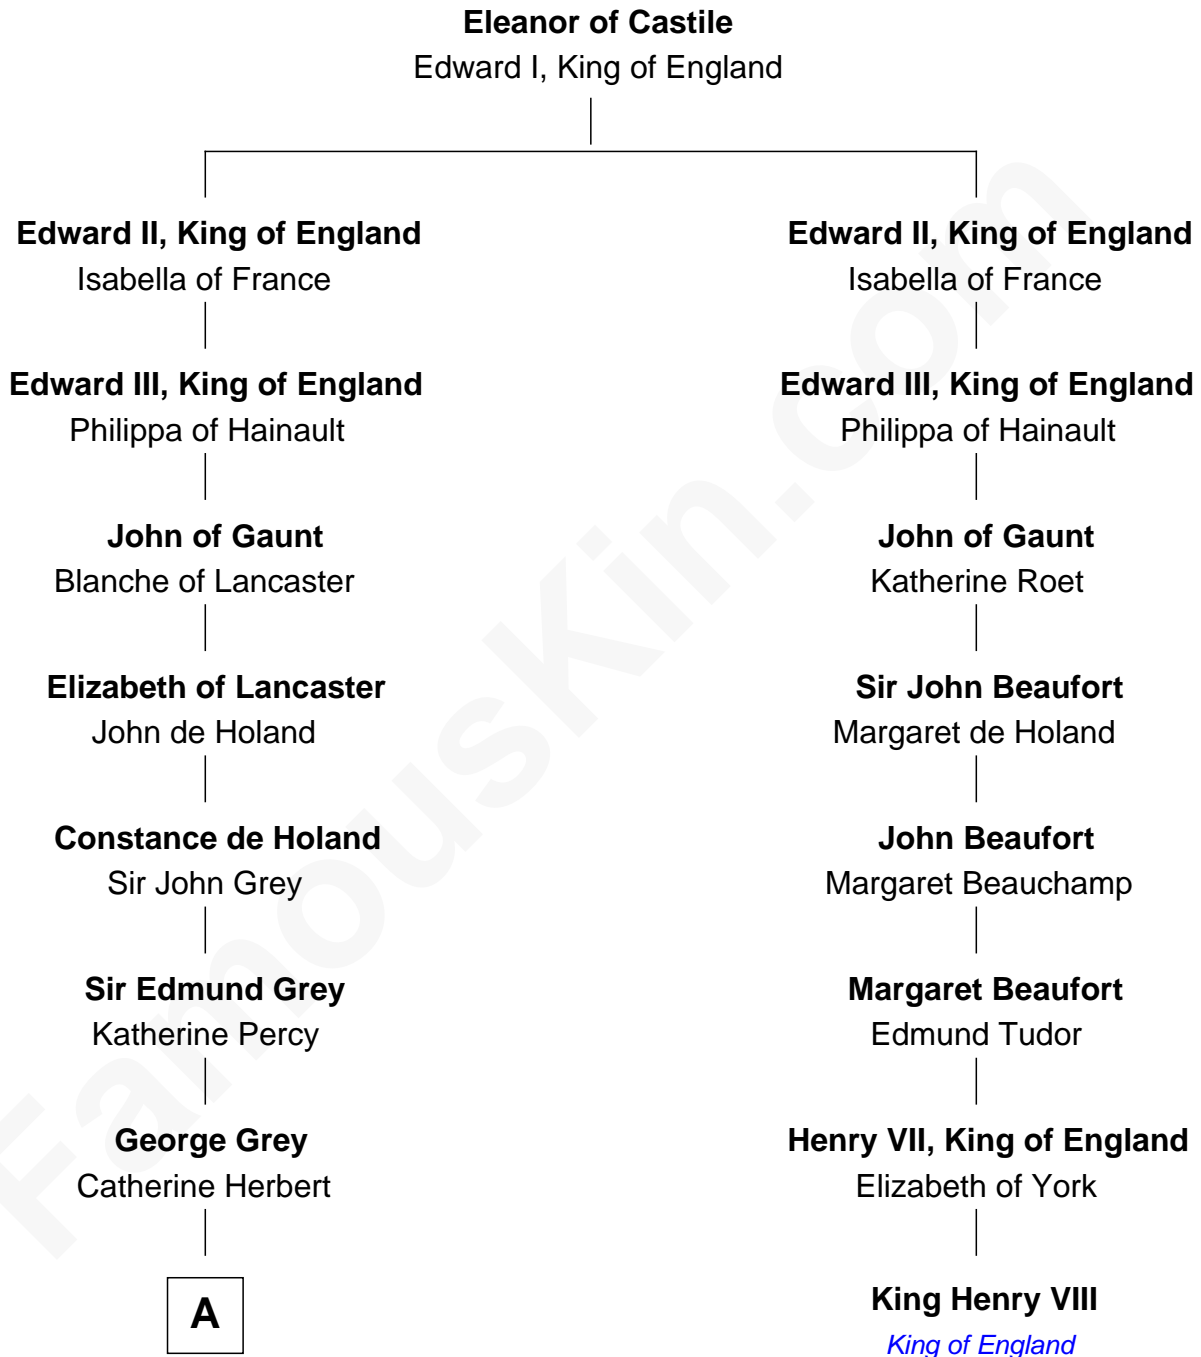 Eleanor of Castile
Edward I, King of England
Edward II, King of England
Isabella of France
Edward II, King of England
Isabella of France
Edward III, King of England
Philippa of Hainault
Edward III, King of England
Philippa of Hainault
John of Gaunt
Blanche of Lancaster
John of Gaunt
Katherine Roet
Elizabeth of Lancaster
John de Holand
Sir John Beaufort
Margaret de Holand
Constance de Holand
Sir John Grey
John Beaufort
Margaret Beauchamp
Sir Edmund Grey
Katherine Percy
Margaret Beaufort
Edmund Tudor
George Grey
Catherine Herbert
Henry VII, King of England
Elizabeth of York
A
King Henry VIII
King of England
FamousKin.com